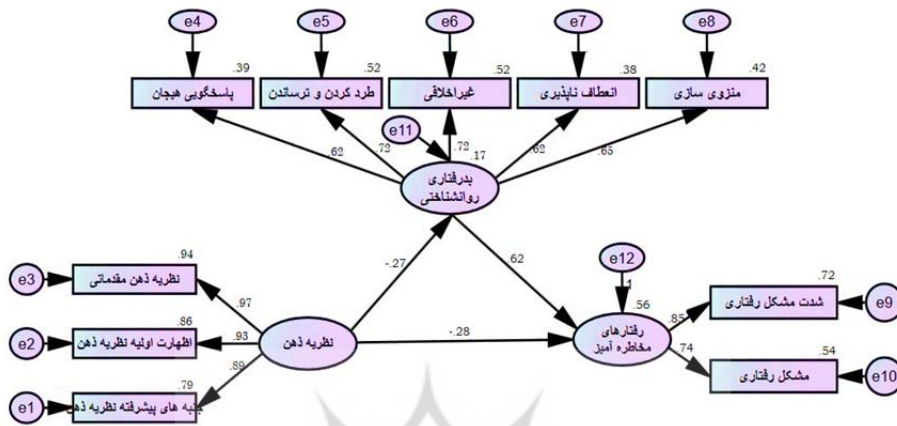 e4
e5
e6
e7
e8
.39
.52
.52
.38
.42
پاسخگویی هیجان
طرد کردن و ترساندن
غیراخلاقی
انعطاف ناپذیری
منزوی سازی
e11
.62
.72
.72
.62
.65
.17
بدرفتاری
روانشناختی
e12
1
-.27
.62
.94
e3
نظریه ذهن مقدماتی
.97
.86
e2
اظهارت اولیه نظریه ذهن
.93
نظریه ذهن
-.28
.56
رفتارهای
مخاطره آمیز
.85
.72
شدت مشکل رفتاری
e9
.74
.54
مشکل رفتاری
e10
.89
.79
e1
های پیشرفته نظریه ذهن